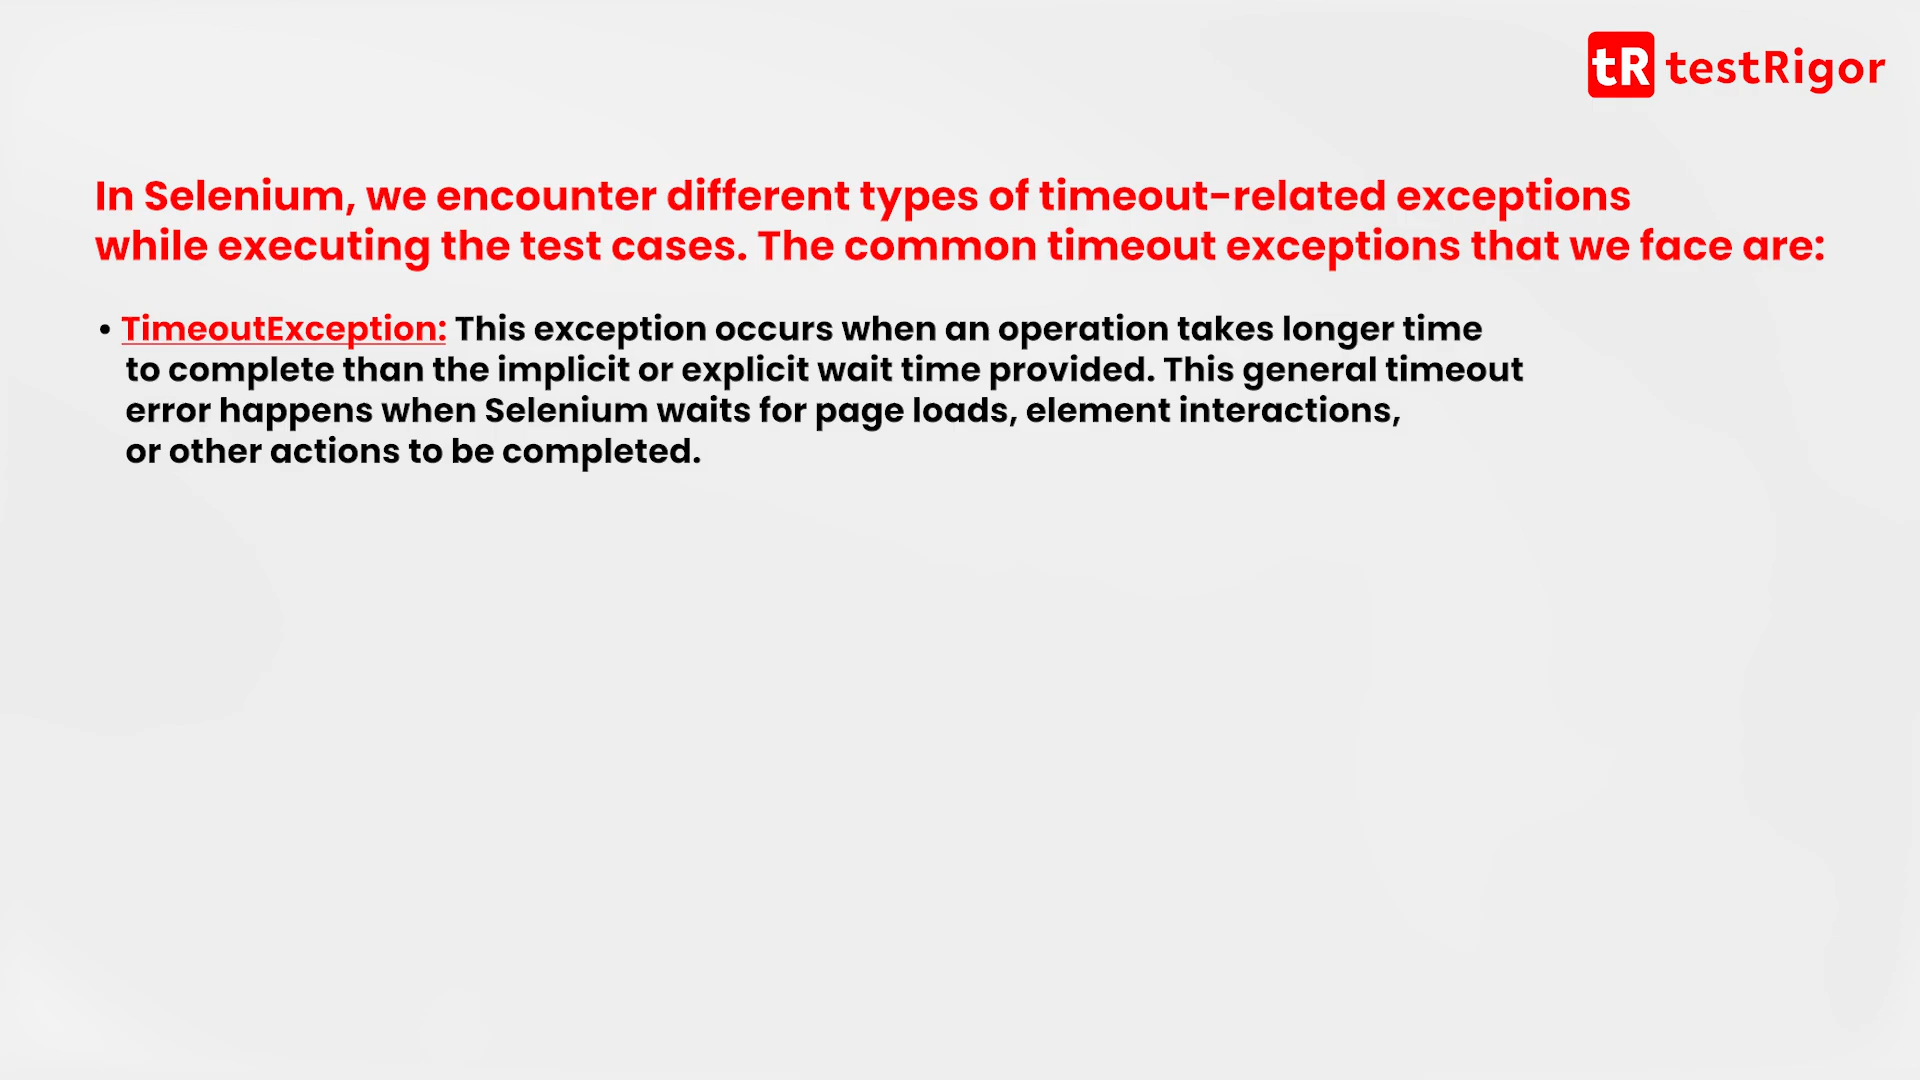 tR testRigor
In Selenium, we encounter different types of timeout-related exceptions
while executing the test cases. The common timeout exceptions that we face are:
• TimeoutException: This exception occurs when an operation takes longer time
to complete than the implicit or explicit wait time provided. This general timeout
error happens when Selenium waits for page loads, element interactions,
or other actions to be completed.